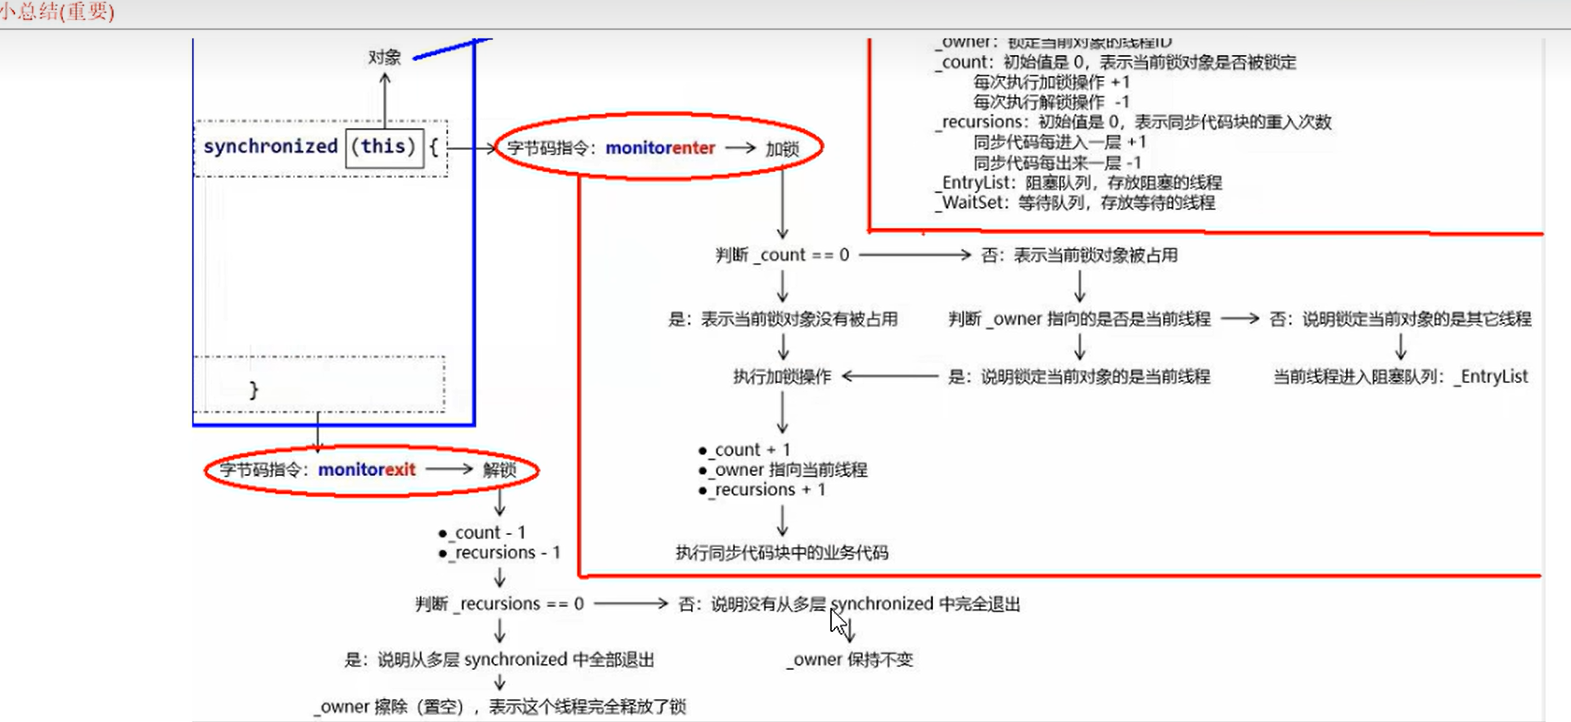 小总结(重要)
对象
synchronized (this) {
}
字节码指令：monitorenter
加锁
_owner：锁定当前对象的线程ID
_count：初始值是 0，表示当前锁对象是否被锁定
每次执行加锁操作 +1
每次执行解锁操作 -1
_recursions：初始值是 0，表示同步代码块的重入次数
同步代码每进入一层 +1
同步代码每出来一层 -1
_EntryList：阻塞队列，存放阻塞的线程
_WaitSet：等待队列，存放等待的线程
判断 _count == 0
否：表示当前锁对象被占用
是：表示当前锁对象没有被占用
判断 _owner 指向的是否是当前线程
否：说明锁定当前对象的是其它线程
执行加锁操作
是：说明锁定当前对象的是当前线程
当前线程进入阻塞队列：_EntryList
●_count + 1
●_owner 指向当前线程
●_recursions + 1
执行同步代码块中的业务代码
字节码指令：monitorexit
解锁
●_count - 1
●_recursions - 1
判断 _recursions == 0
否：说明没有从多层 synchronized 中完全退出
是：说明从多层 synchronized 中全部退出
_owner 保持不变
_owner 擦除（置空），表示这个线程完全释放了锁